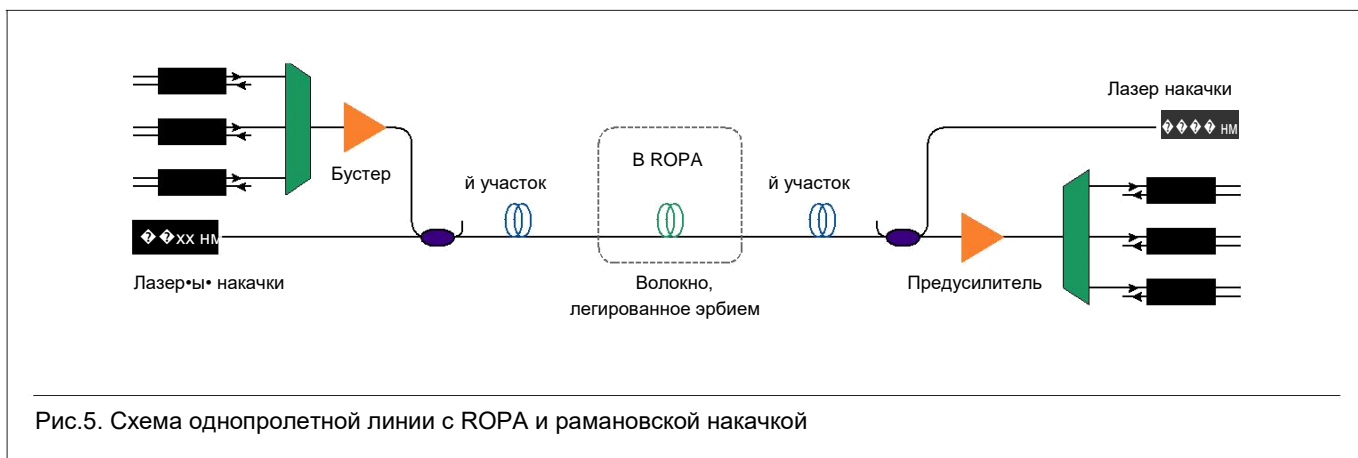 Лазер накачки
���� НМ
В ROPA
Бустер
й участок
й участок
��хх НМ
Лазер•ы• накачки
Волокно,
легированное эрбием
Предусилитель
Рис.5. Схема однопролетной линии с ROPA и рамановской накачкой